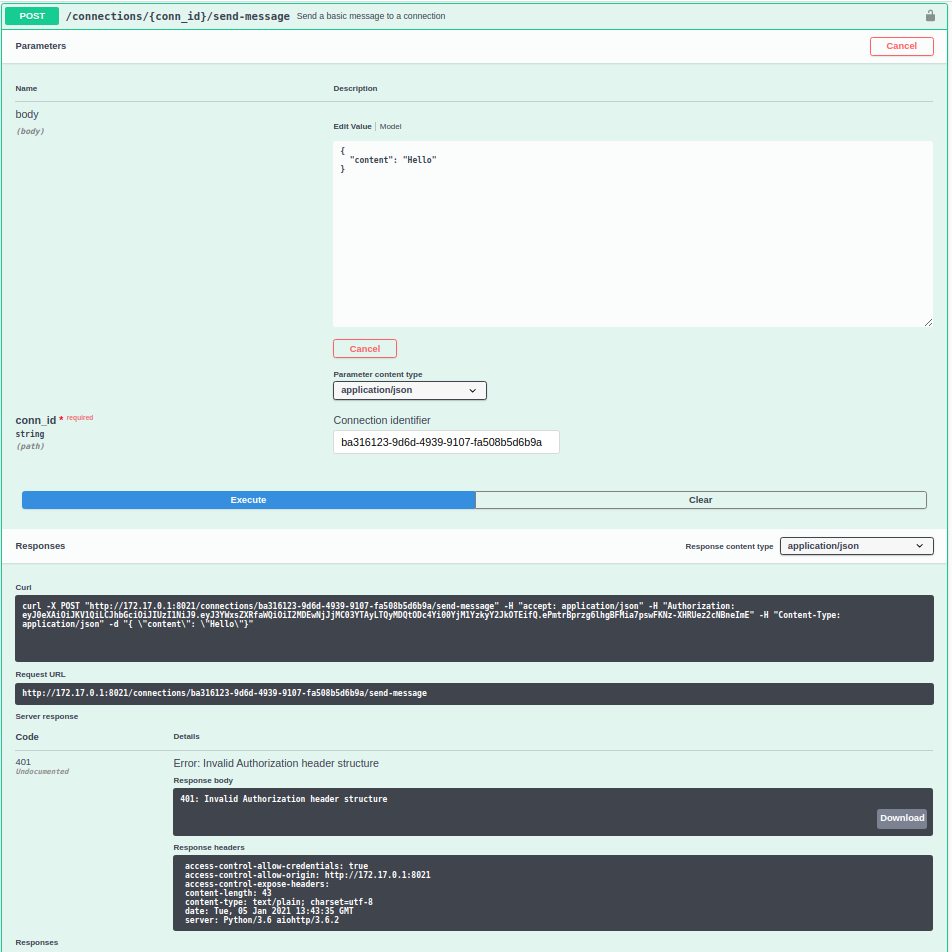 POST /connections/{conn_id}/send-message Send a basic message to a connection
Parameters
Cancel
Name Description
body
(body)
Edit Value | Model
{
"content": "Hello"
}
Cancel
Parameter content type
application/json
conn_id * required
string
(path)
Connection identifier
ba316123-9d6d-4939-9107-fa508b5d6b9a
Execute Clear
Responses Response content type application/json
Curl
curl -X POST "http://172.17.0.1:8021/connections/ba316123-9d6d-4939-9107-fa508b5d6b9a/send-message" -H "accept: application/json" -H "Authorization:
eyJ0eXAiOiJKV1QiLCJhbGciOiJIUzI1NiJ9.eyJ3YWxsZXRfaWQiOiI2MDEwNjJjMC03YTAyLTQyMDQtODc4Yi00YjM1YzkyY2JkOTEifQ.ePmtrBprzg6lhgBFMia7pswFKNz-XHRUez2cNBneImE" -H "Content-Type:
application/json" -d "{ \"content\": \"Hello\"}"
Request URL
http://172.17.0.1:8021/connections/ba316123-9d6d-4939-9107-fa508b5d6b9a/send-message
Server response
Code Details
401
Undocumented
Error: Invalid Authorization header structure
Response body
401: Invalid Authorization header structure
Download
Response headers
access-control-allow-credentials: true
access-control-allow-origin: http://172.17.0.1:8021
access-control-expose-headers:
content-length: 43
content-type: text/plain; charset=utf-8
date: Tue, 05 Jan 2021 13:43:35 GMT
server: Python/3.6 aiohttp/3.6.2
Responses